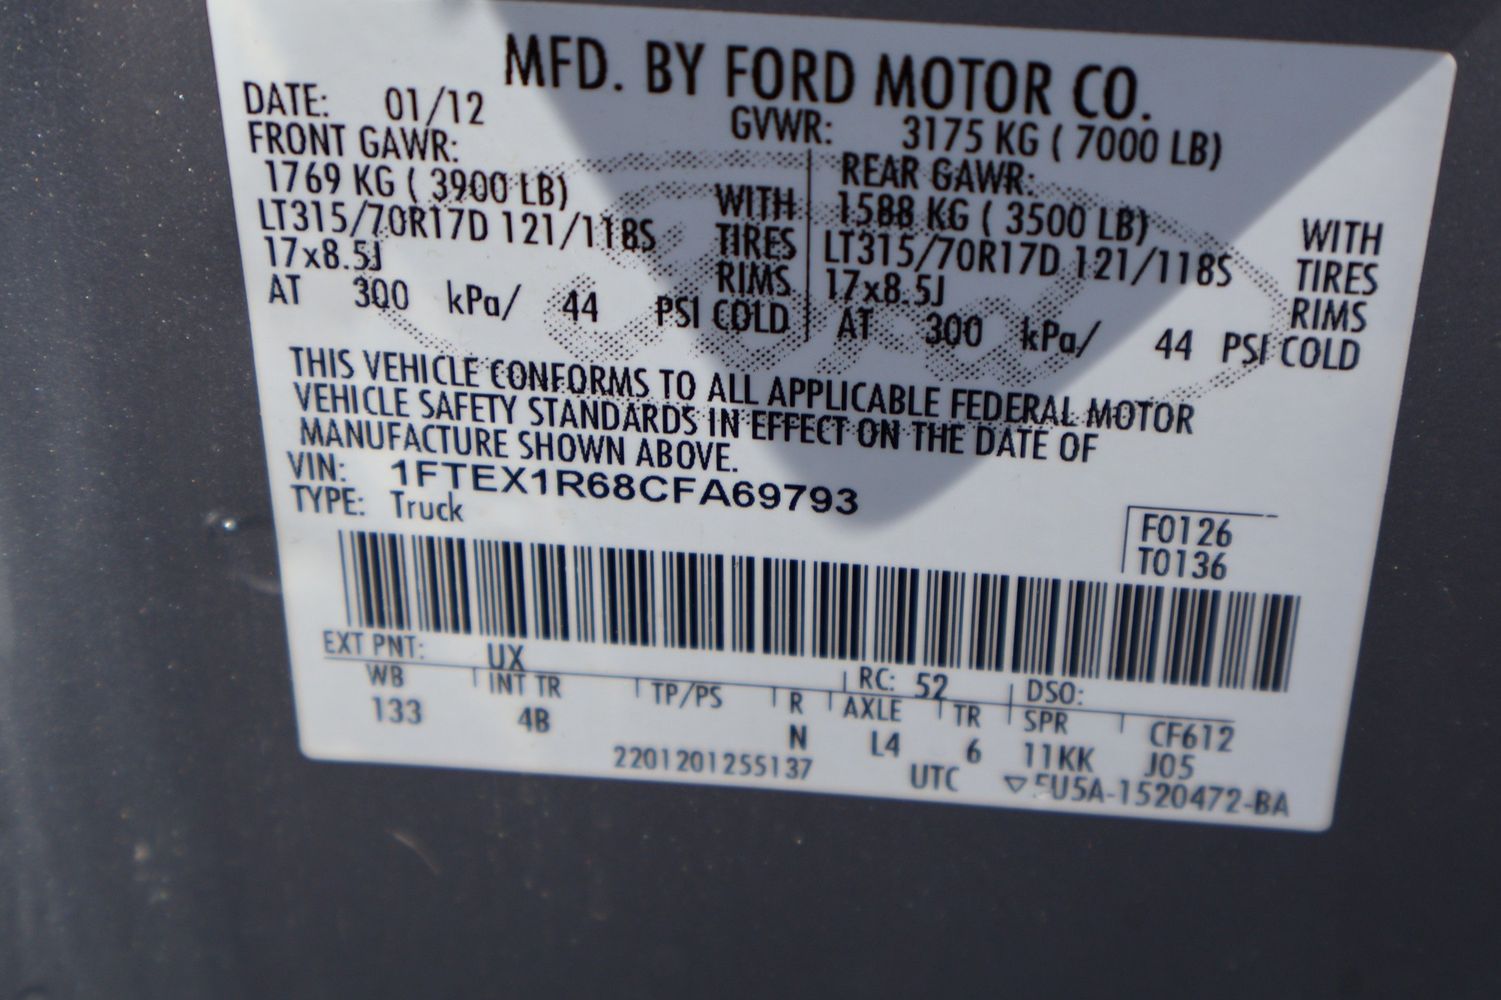 MFD. BY FORD MOTOR CO.
DATE: 01/12
GVWR: 3175 KG ( 7000 LB)
FRONT GAWR:
1769 KG ( 3900 LB) WITH
LT315/70R17D 121/118S TIRES
17x8.5J RIMS
AT 300 kPa/ 44 PSI COLD
REAR GAWR:
1588 KG ( 3500 LB) WITH
LT315/70R17D 121/118S TIRES
17x8.5J RIMS
AT 300 kPa/ 44 PSI COLD
THIS VEHICLE CONFORMS TO ALL APPLICABLE FEDERAL MOTOR
VEHICLE SAFETY STANDARDS IN EFFECT ON THE DATE OF
MANUFACTURE SHOWN ABOVE.
VIN: 1FTEX1R68CFA69793
TYPE: Truck
F0126
T0136
EXT PNT: UX RC: 52 DSO:
WB INT TR TP/PS R AXLE TR SPR CF612
133 4B N L4 6 11KK J05
2201201255137 UTC ▽5U5A-1520472-BA